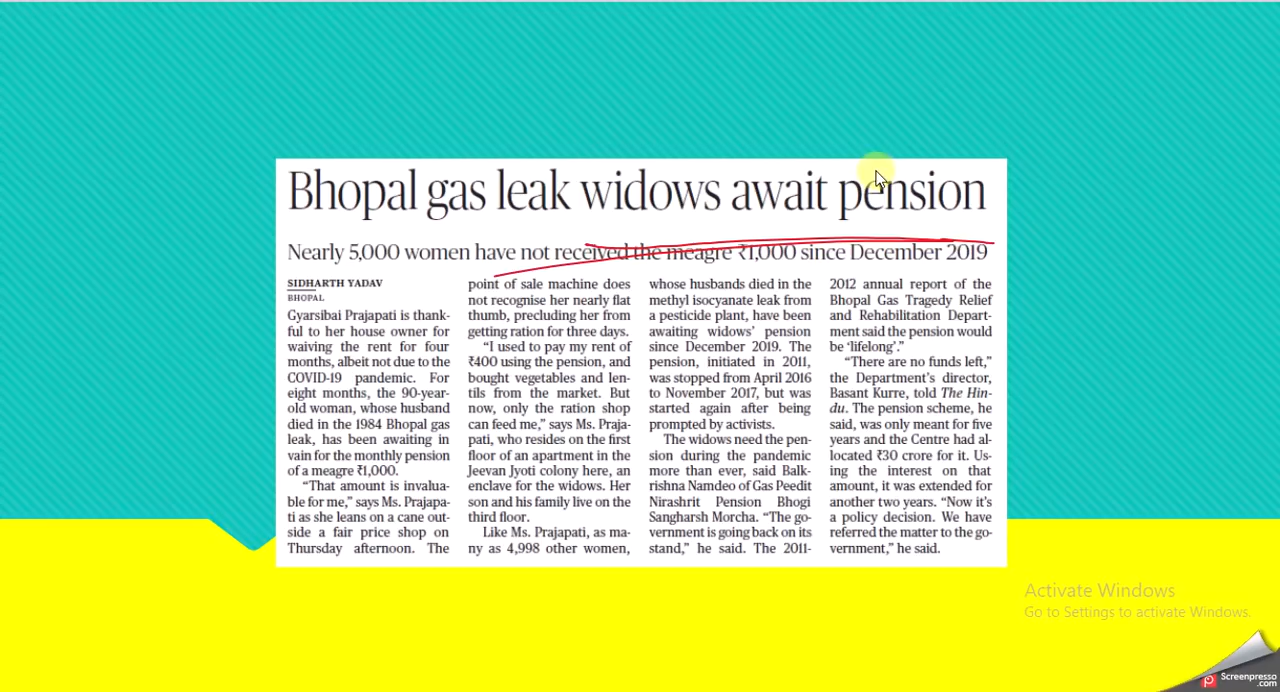 Bhopal gas leak widows await pension
Nearly 5,000 women have not received the meagre ₹1,000 since December 2019
SIDHARTH YADAV
BHOPAL
Gyarsibai Prajapati is thank-
ful to her house owner for
waiving the rent for four
months, albeit not due to the
COVID-19 pandemic. For
eight months, the 90-year-
old woman, whose husband
died in the 1984 Bhopal gas
leak, has been awaiting in
vain for the monthly pension
of a meagre ₹1,000.
“That amount is invalua-
ble for me,” says Ms. Prajapa-
ti as she leans on a cane out-
side a fair price shop on
Thursday afternoon. The
point of sale machine does
not recognise her nearly flat
thumb, precluding her from
getting ration for three days.
“I used to pay my rent of
₹400 using the pension, and
bought vegetables and len-
tils from the market. But
now, only the ration shop
can feed me,” says Ms. Praja-
pati, who resides on the first
floor of an apartment in the
Jeevan Jyoti colony here, an
enclave for the widows. Her
son and his family live on the
third floor.
Like Ms. Prajapati, as ma-
ny as 4,998 other women,
whose husbands died in the
methyl isocyanate leak from
a pesticide plant, have been
awaiting widows’ pension
since December 2019. The
pension, initiated in 2011,
was stopped from April 2016
to November 2017, but was
started again after being
prompted by activists.
The widows need the pen-
sion during the pandemic
more than ever, said Balk-
rishna Namdeo of Gas Peedit
Nirashrit Pension Bhogi
Sangharsh Morcha. “The go-
vernment is going back on its
stand,” he said. The 2011-
2012 annual report of the
Bhopal Gas Tragedy Relief
and Rehabilitation Depart-
ment said the pension would
be ‘lifelong’.”
“There are no funds left,”
the Department’s director,
Basant Kurre, told The Hin-
du. The pension scheme, he
said, was only meant for five
years and the Centre had al-
located ₹30 crore for it. Us-
ing the interest on that
amount, it was extended for
another two years. “Now it’s
a policy decision. We have
referred the matter to the go-
vernment,” he said.
Activate Windows
Go to Settings to activate Windows.
Screenpresso
.com